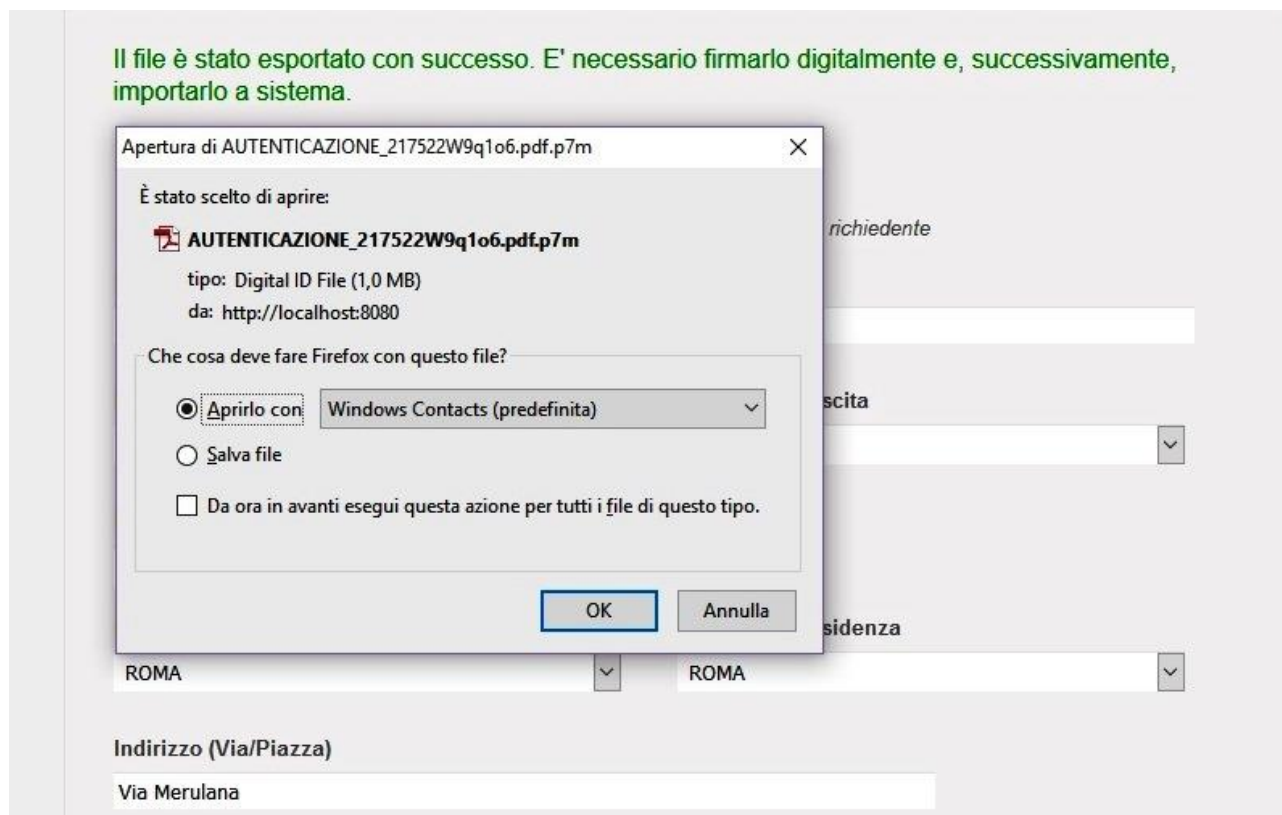 Il file è stato esportato con successo. E' necessario firmarlo digitalmente e, successivamente,
importarlo a sistema.
Apertura di AUTENTICAZIONE_217522W9q1o6.pdf.p7m
È stato scelto di aprire:
AUTENTICAZIONE_217522W9q1o6.pdf.p7m
richiedente
tipo: Digital ID File (1,0 MB)
da: http://localhost:8080
Che cosa deve fare Firefox con questo file?
Aprirlo con Windows Contacts (predefinita)
scita
Salva file
Da ora in avanti esegui questa azione per tutti i file di questo tipo.
OK Annulla
sidenza
ROMA ROMA
Indirizzo (Via/Piazza)
Via Merulana